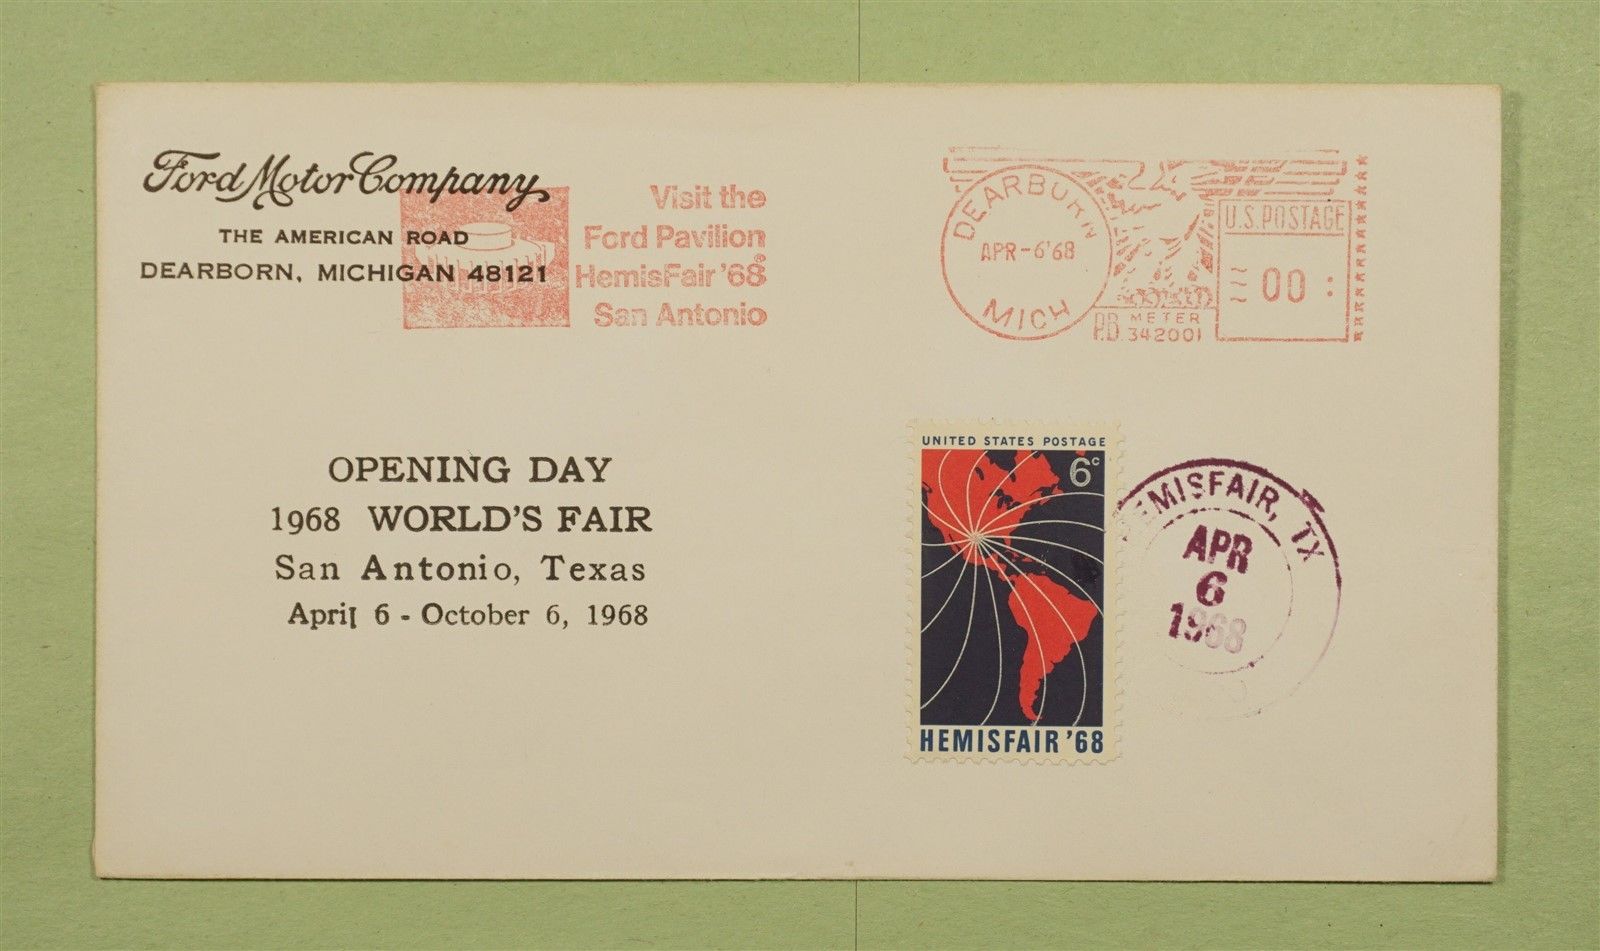 Ford Motor Company
THE AMERICAN ROAD
DEARBORN, MICHIGAN 48121
Visit the
Ford Pavilion
HemisFair '68®
San Antonio
DEARBORN
APR-6'68
MICH
P.B. METER
342001
U.S. POSTAGE
00
OPENING DAY
1968 WORLD'S FAIR
San Antonio, Texas
April 6 - October 6, 1968
UNITED STATES POSTAGE
6c
HEMISFAIR '68
HEMISFAIR, TX
APR
6
1968